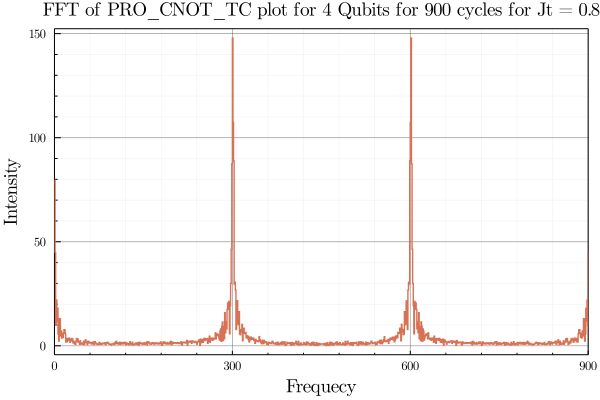 FFT of PRO_CNOT_TC plot for 4 Qubits for 900 cycles for Jt = 0.8
150
100
50
0
Intensity
0 300 600 900
Frequecy